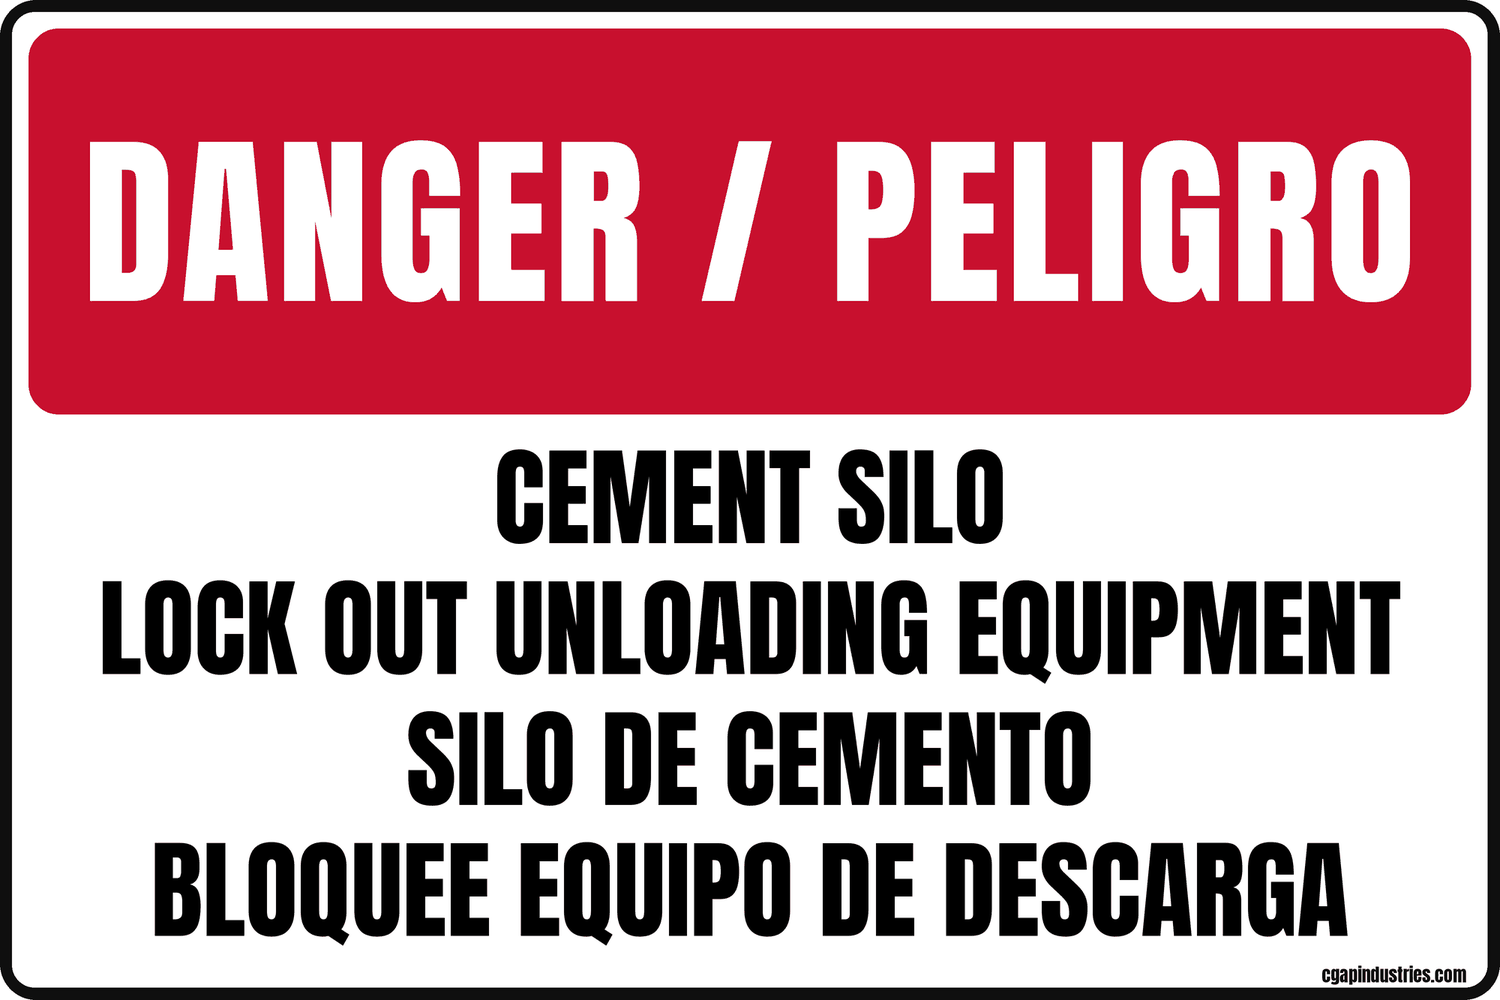 DANGER / PELIGRO
CEMENT SILO
LOCK OUT UNLOADING EQUIPMENT
SILO DE CEMENTO
BLOQUEE EQUIPO DE DESCARGA
cgapindustries.com